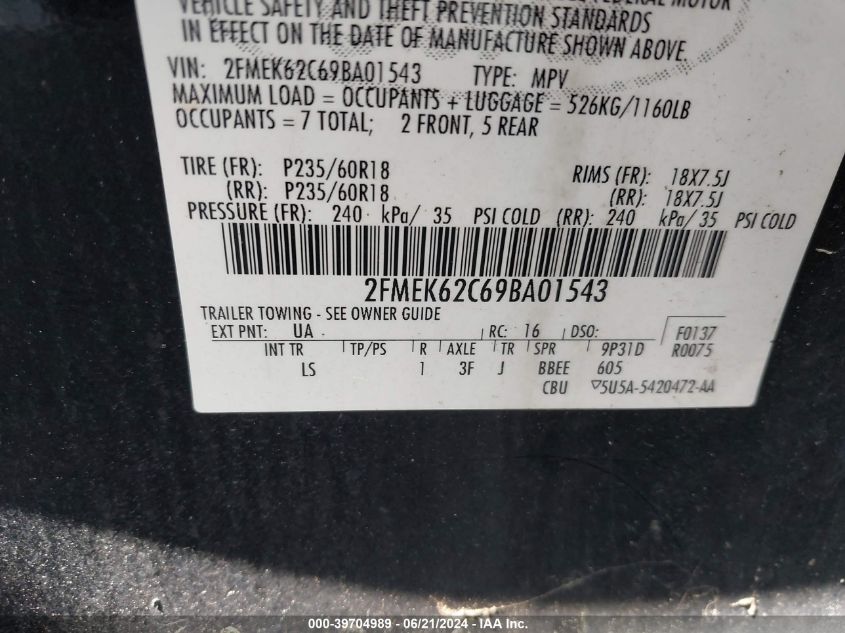 FEDERAL MOTOR
VEHICLE SAFETY AND THEFT PREVENTION STANDARDS
IN EFFECT ON THE DATE OF MANUFACTURE SHOWN ABOVE.
VIN: 2FMEK62C69BA01543 TYPE: MPV
MAXIMUM LOAD = OCCUPANTS + LUGGAGE = 526KG/1160LB
OCCUPANTS = 7 TOTAL; 2 FRONT, 5 REAR
TIRE (FR): P235/60R18 RIMS (FR): 18X7.5J
(RR): P235/60R18 (RR): 18X7.5J
PRESSURE (FR): 240 kPa/ 35 PSI COLD (RR): 240 kPa/ 35 PSI COLD
2FMEK62C69BA01543
TRAILER TOWING - SEE OWNER GUIDE
EXT PNT: UA RC: 16 DSO: F0137
INT TR TP/PS R AXLE TR SPR 9P31D R0075
LS 1 3F J BBEE 605
CBU 5U5A-5420472-AA
000-39704989 - 06/21/2024 - IAAI.com